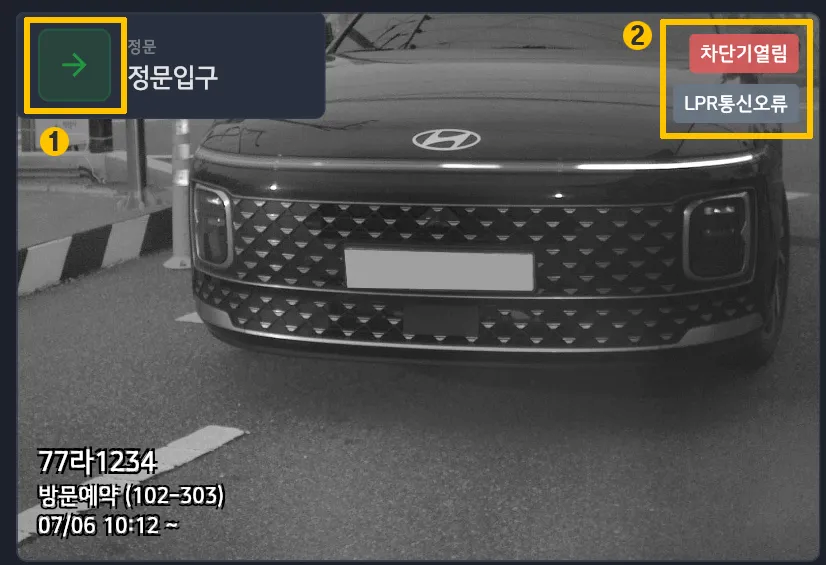 정문
정문입구
1
2
차단기열림
LPR통신오류
77라1234
방문예약 (102-303)
07/06 10:12 ~